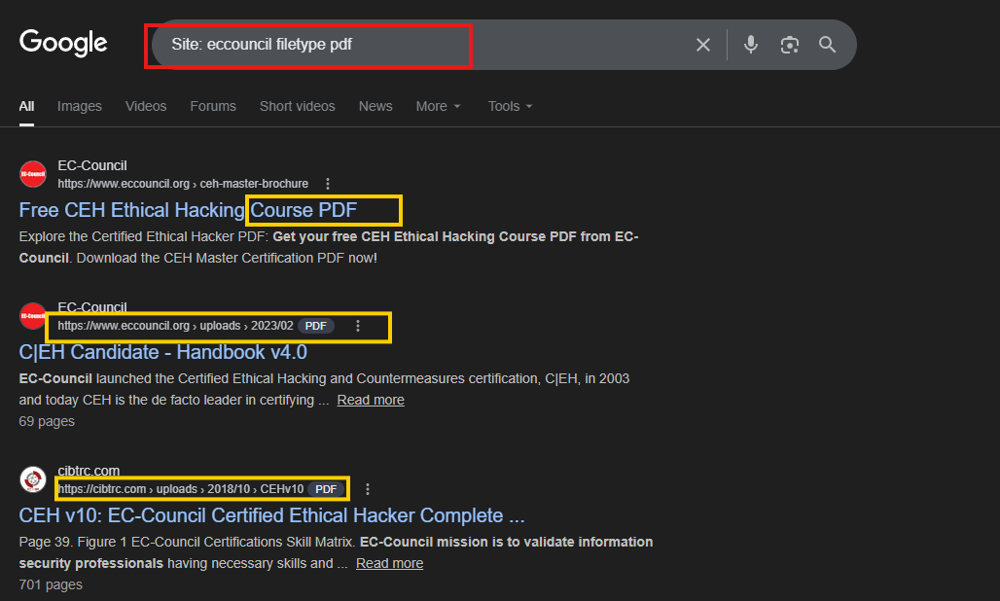 Google
Site: eccouncil filetype pdf
All Images Videos Forums Short videos News More Tools
EC-Council
EC-Council
https://www.eccouncil.org › ceh-master-brochure
Free CEH Ethical Hacking Course PDF
Explore the Certified Ethical Hacker PDF: Get your free CEH Ethical Hacking Course PDF from EC-
Council. Download the CEH Master Certification PDF now!
EC-Council
EC-Council
https://www.eccouncil.org › uploads › 2023/02 PDF
C|EH Candidate - Handbook v4.0
EC-Council launched the Certified Ethical Hacking and Countermeasures certification, C|EH, in 2003
and today CEH is the de facto leader in certifying ... Read more
69 pages
cibtrc.com
https://cibtrc.com › uploads › 2018/10 › CEHv10 PDF
CEH v10: EC-Council Certified Ethical Hacker Complete ...
Page 39. Figure 1 EC-Council Certifications Skill Matrix. EC-Council mission is to validate information
security professionals having necessary skills and ... Read more
701 pages